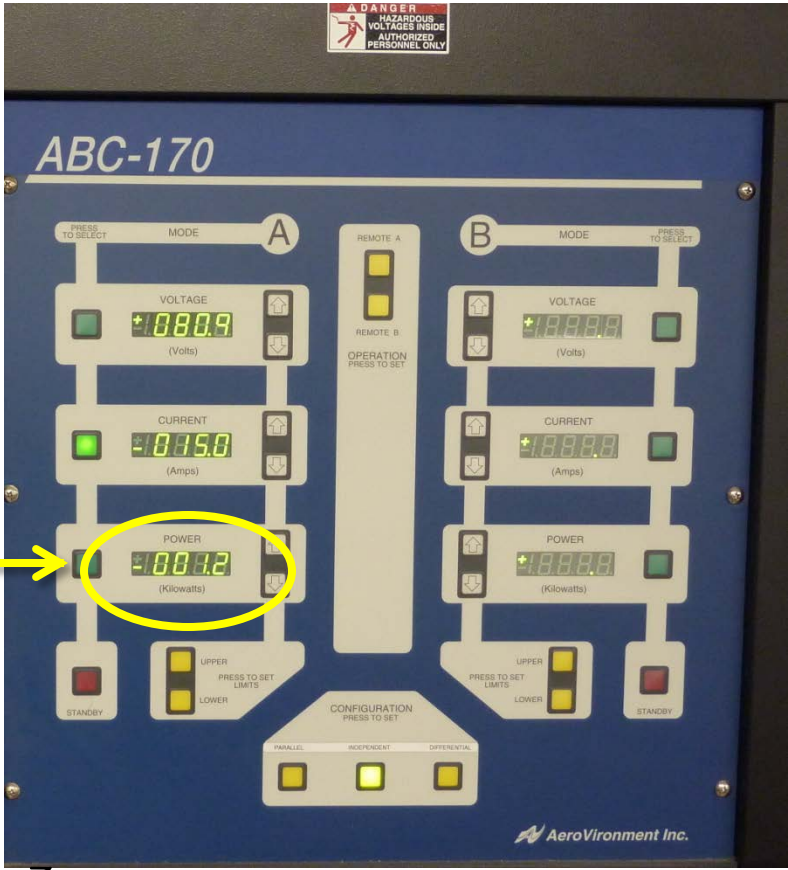 DANGER
HAZARDOUS
VOLTAGES INSIDE
AUTHORIZED
PERSONNEL ONLY
ABC-170
PRESS
TO SELECT
MODE
A
VOLTAGE
+080.9
(Volts)
CURRENT
-015.0
(Amps)
POWER
-001.2
(Kilowatts)
STANDBY
UPPER
PRESS TO SET
LIMITS
LOWER
REMOTE A
REMOTE B
OPERATION
PRESS TO SET
B
MODE
PRESS
TO SELECT
VOLTAGE
+ .
(Volts)
CURRENT
+ .
(Amps)
POWER
+ .
(Kilowatts)
UPPER
PRESS TO SET
LIMITS
LOWER
STANDBY
CONFIGURATION
PRESS TO SET
PARALLEL
INDEPENDENT
DIFFERENTIAL
AeroVironment Inc.